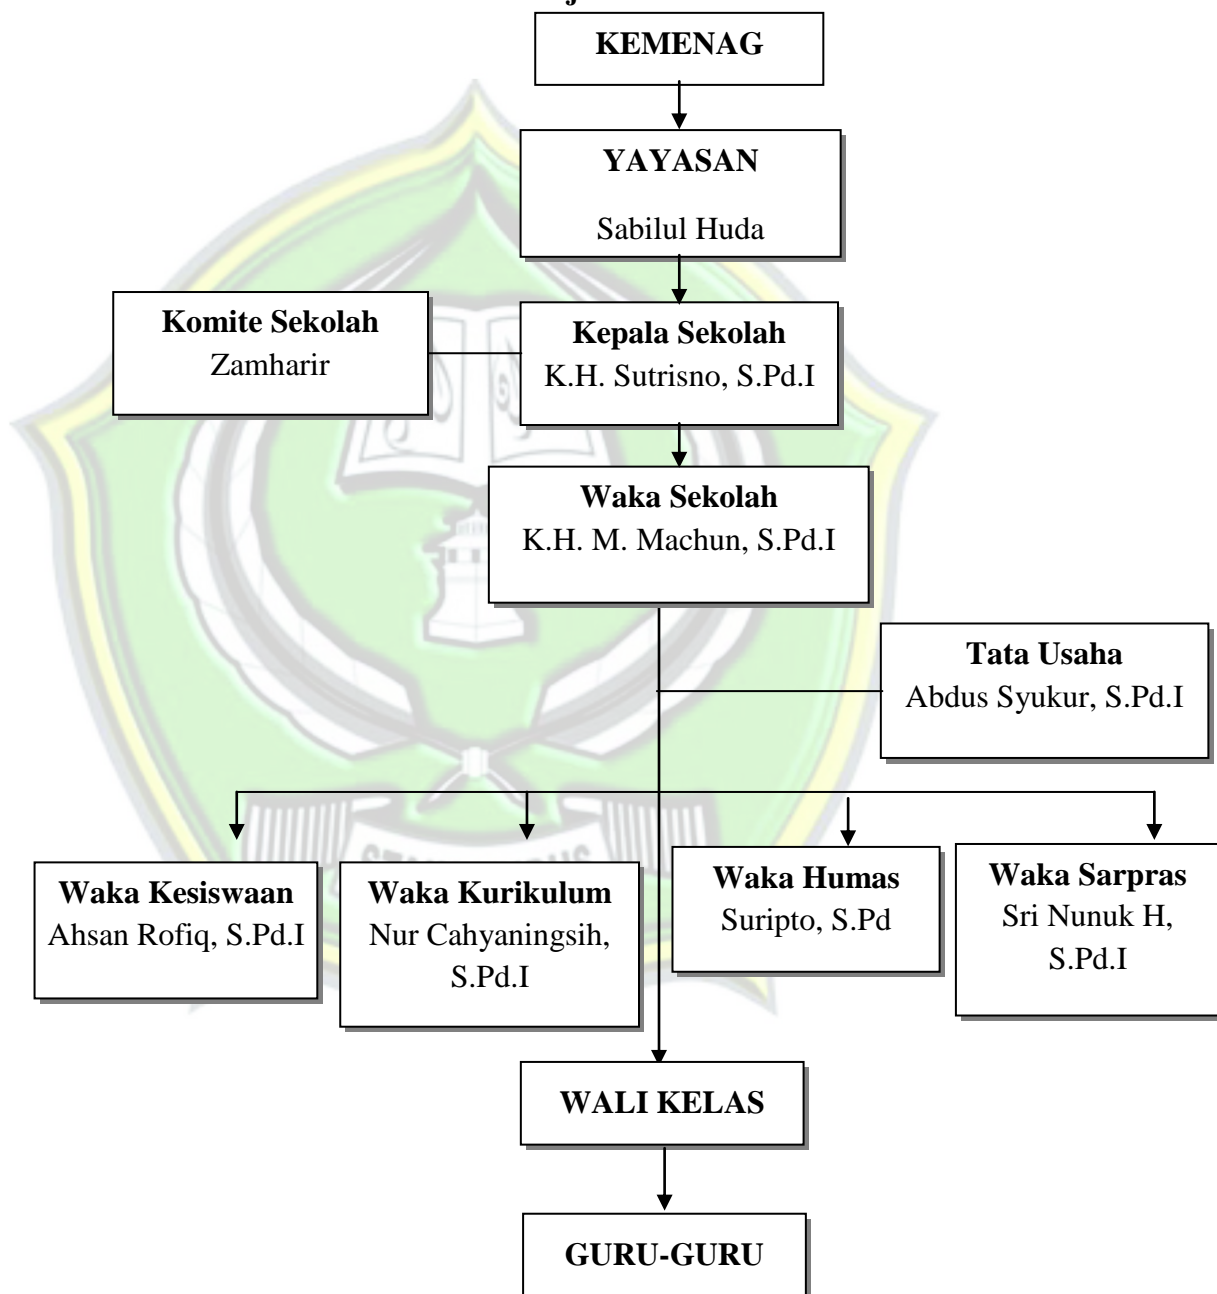 KEMENAG
YAYASAN
Sabilul Huda
Komite Sekolah
Zamharir
Kepala Sekolah
K.H. Sutrisno, S.Pd.I
Waka Sekolah
K.H. M. Machun, S.Pd.I
Tata Usaha
Abdus Syukur, S.Pd.I
Waka Kesiswaan
Ahsan Rofiq, S.Pd.I
Waka Kurikulum
Nur Cahyaningsih,
S.Pd.I
Waka Humas
Suripto, S.Pd
Waka Sarpras
Sri Nunuk H,
S.Pd.I
WALI KELAS
GURU-GURU